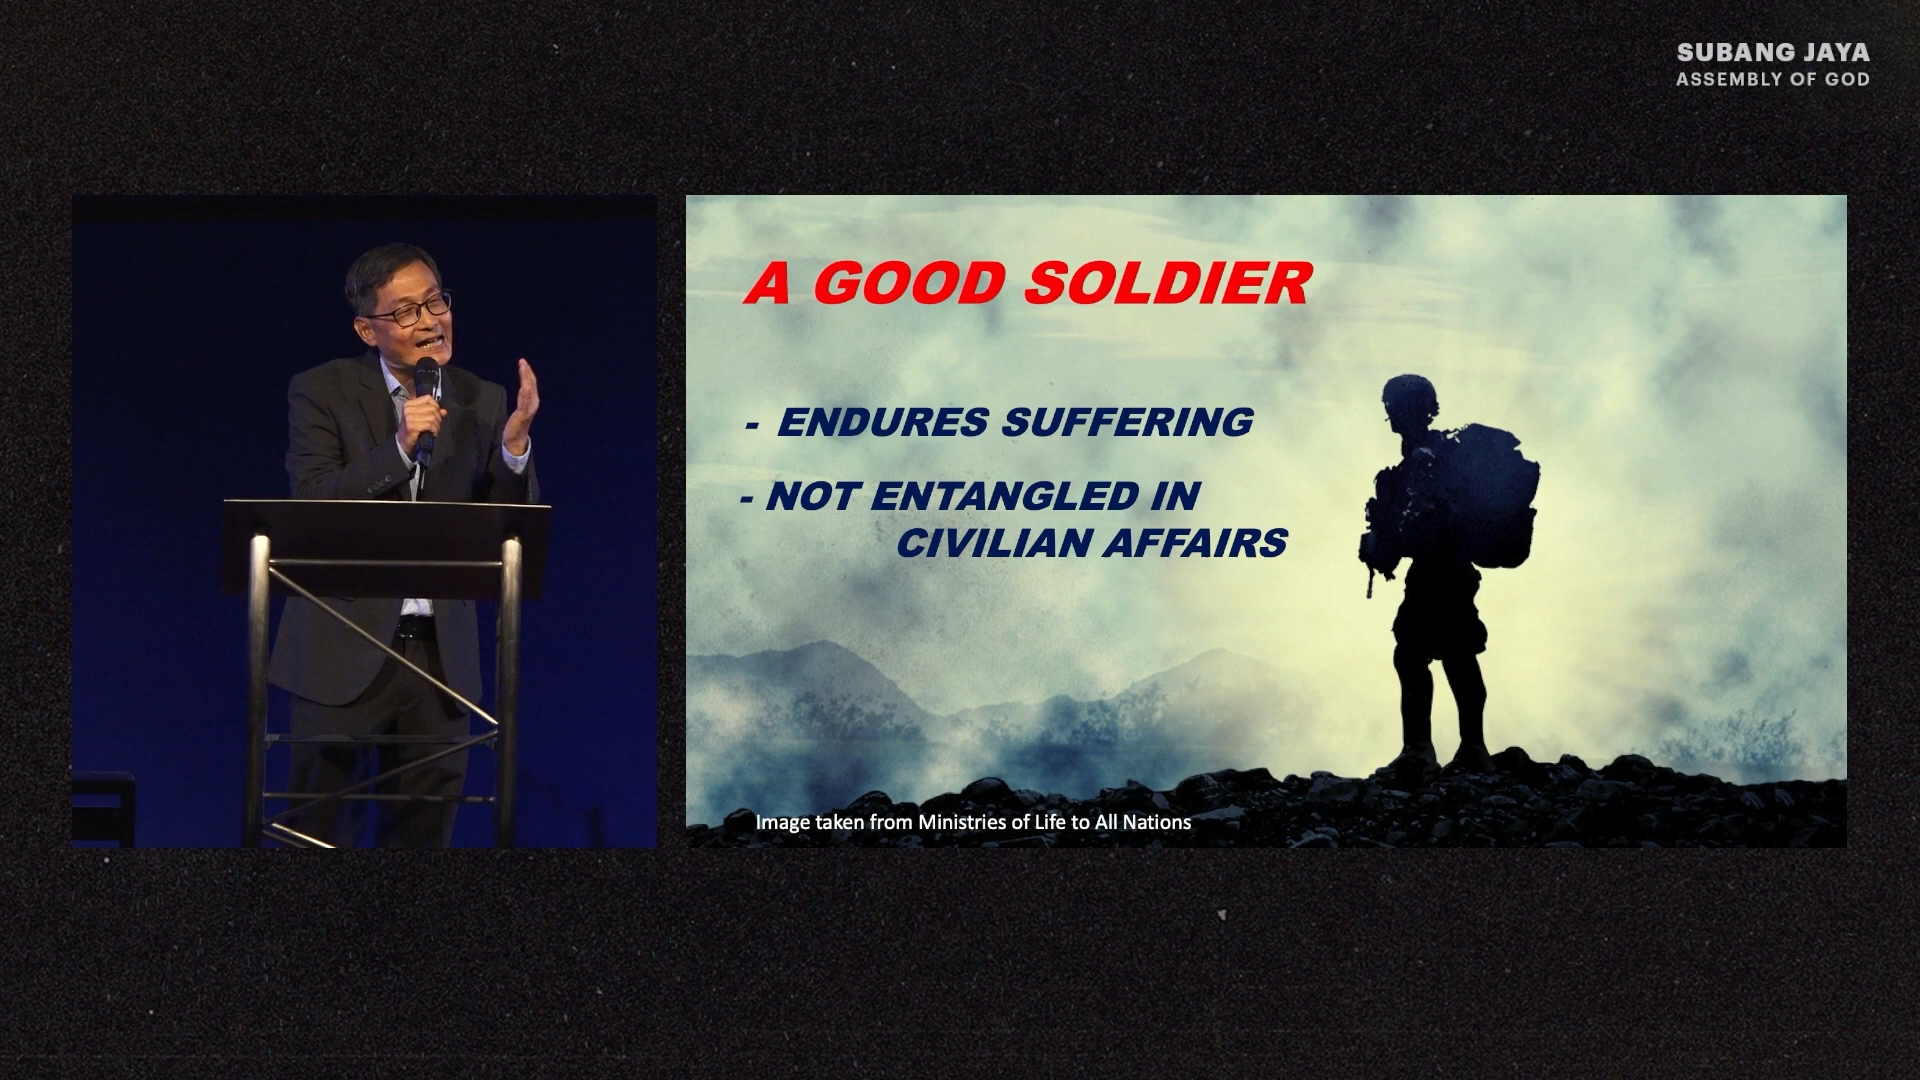 SUBANG JAYA
ASSEMBLY OF GOD
A GOOD SOLDIER
- ENDURES SUFFERING
- NOT ENTANGLED IN
CIVILIAN AFFAIRS
Image taken from Ministries of Life to All Nations